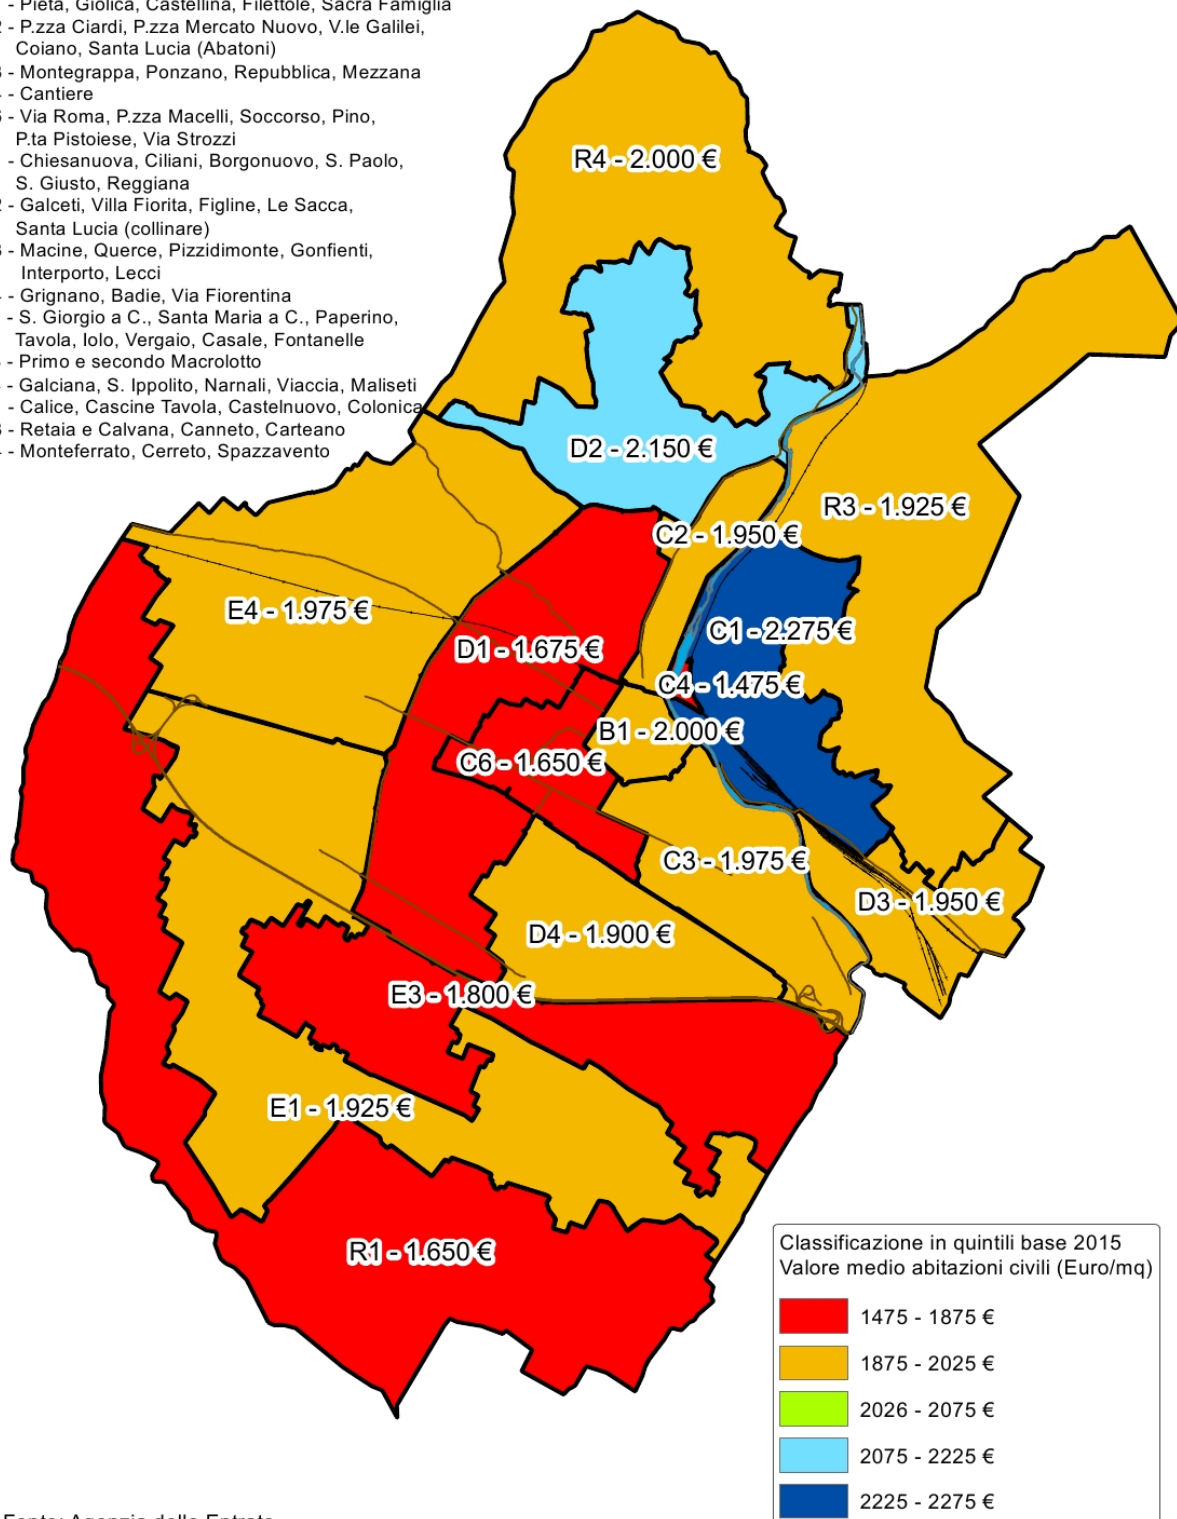 - Pietà, Giolica, Castellina, Filettole, Sacra Famiglia
2 - P.zza Ciardi, P.zza Mercato Nuovo, V.le Galilei,
Coiano, Santa Lucia (Abatoni)
3 - Montegrappa, Ponzano, Repubblica, Mezzana
- Cantiere
6 - Via Roma, P.zza Macelli, Soccorso, Pino,
P.ta Pistoiese, Via Strozzi
- Chiesanuova, Ciliani, Borgonuovo, S. Paolo,
S. Giusto, Reggiana
2 - Galceti, Villa Fiorita, Figline, Le Sacca,
Santa Lucia (collinare)
3 - Macine, Querce, Pizzidimonte, Gonfienti,
Interporto, Lecci
- Grignano, Badie, Via Fiorentina
- S. Giorgio a C., Santa Maria a C., Paperino,
Tavola, Iolo, Vergaio, Casale, Fontanelle
- Primo e secondo Macrolotto
- Galciana, S. Ippolito, Narnali, Viaccia, Maliseti
- Calice, Cascine Tavola, Castelnuovo, Colonica
3 - Retaia e Calvana, Canneto, Carteano
- Monteferrato, Cerreto, Spazzavento
R4 - 2.000 €
D2 - 2.150 €
R3 - 1.925 €
C2 - 1.950 €
E4 - 1.975 €
C1 - 2.275 €
D1 - 1.675 €
C4 - 1.475 €
B1 - 2.000 €
C6 - 1.650 €
C3 - 1.975 €
D3 - 1.950 €
D4 - 1.900 €
E3 - 1.800 €
E1 - 1.925 €
R1 - 1.650 €
Classificazione in quintili base 2015
Valore medio abitazioni civili (Euro/mq)
1475 - 1875 €
1875 - 2025 €
2026 - 2075 €
2075 - 2225 €
2225 - 2275 €
Fonte: Agenzia delle Entrate